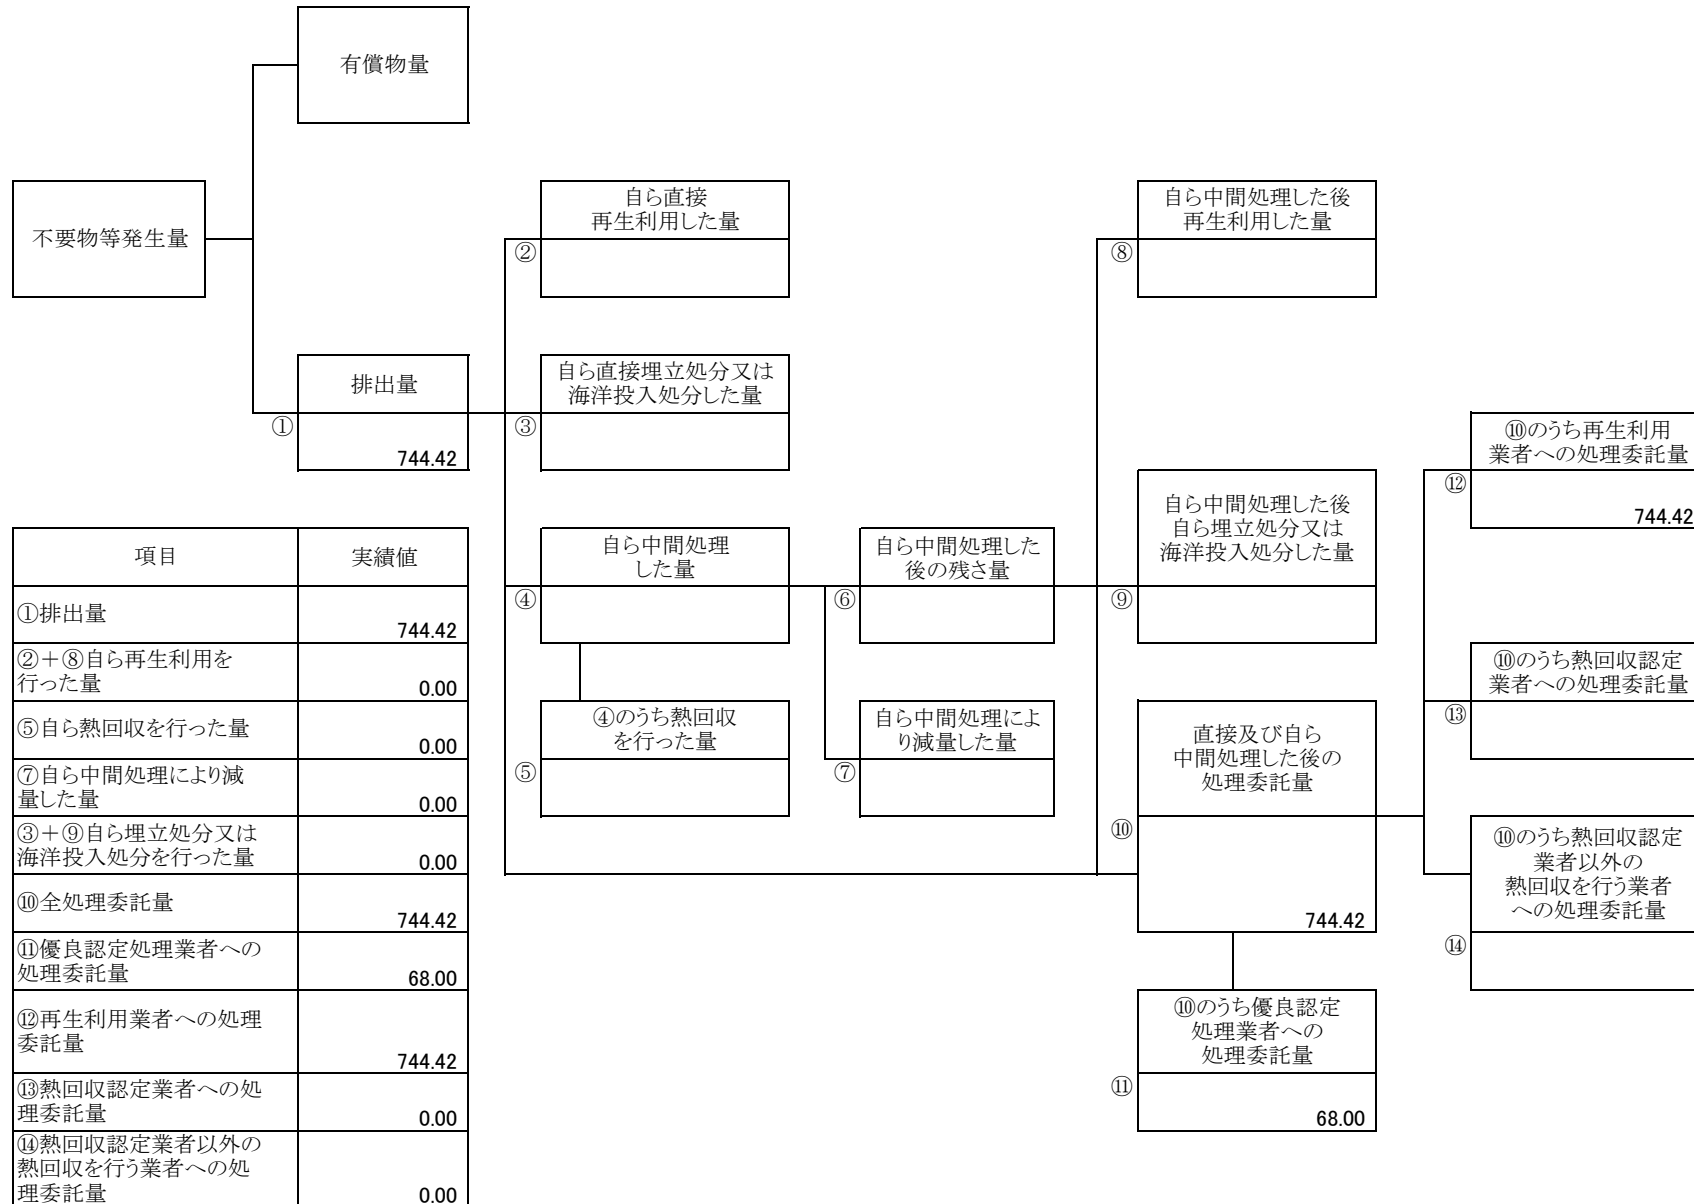 有償物量
不要物等発生量
自ら直接
再生利用した量
②
自ら中間処理した後
再生利用した量
⑧
排出量
①
744.42
自ら直接埋立処分又は
海洋投入処分した量
③
⑩のうち再生利用
業者への処理委託量
⑫
744.42
自ら中間処理
した量
④
自ら中間処理した
後の残さ量
⑥
自ら中間処理した後
自ら埋立処分又は
海洋投入処分した量
⑨
⑩のうち熱回収認定
業者への処理委託量
⑬
④のうち熱回収
を行った量
⑤
自ら中間処理によ
り減量した量
⑦
直接及び自ら
中間処理した後の
処理委託量
⑩
744.42
⑩のうち熱回収認定
業者以外の
熱回収を行う業者
への処理委託量
⑭
⑩のうち優良認定
処理業者への
処理委託量
⑪
68.00
項目 実績値
①排出量
744.42
②+⑧自ら再生利用を
行った量 0.00
⑤自ら熱回収を行った量
0.00
⑦自ら中間処理により減
量した量 0.00
③+⑨自ら埋立処分又は
海洋投入処分を行った量 0.00
⑩全処理委託量
744.42
⑪優良認定処理業者への
処理委託量 68.00
⑫再生利用業者への処理
委託量
744.42
⑬熱回収認定業者への処
理委託量 0.00
⑭熱回収認定業者以外の
熱回収を行う業者への処
理委託量 0.00